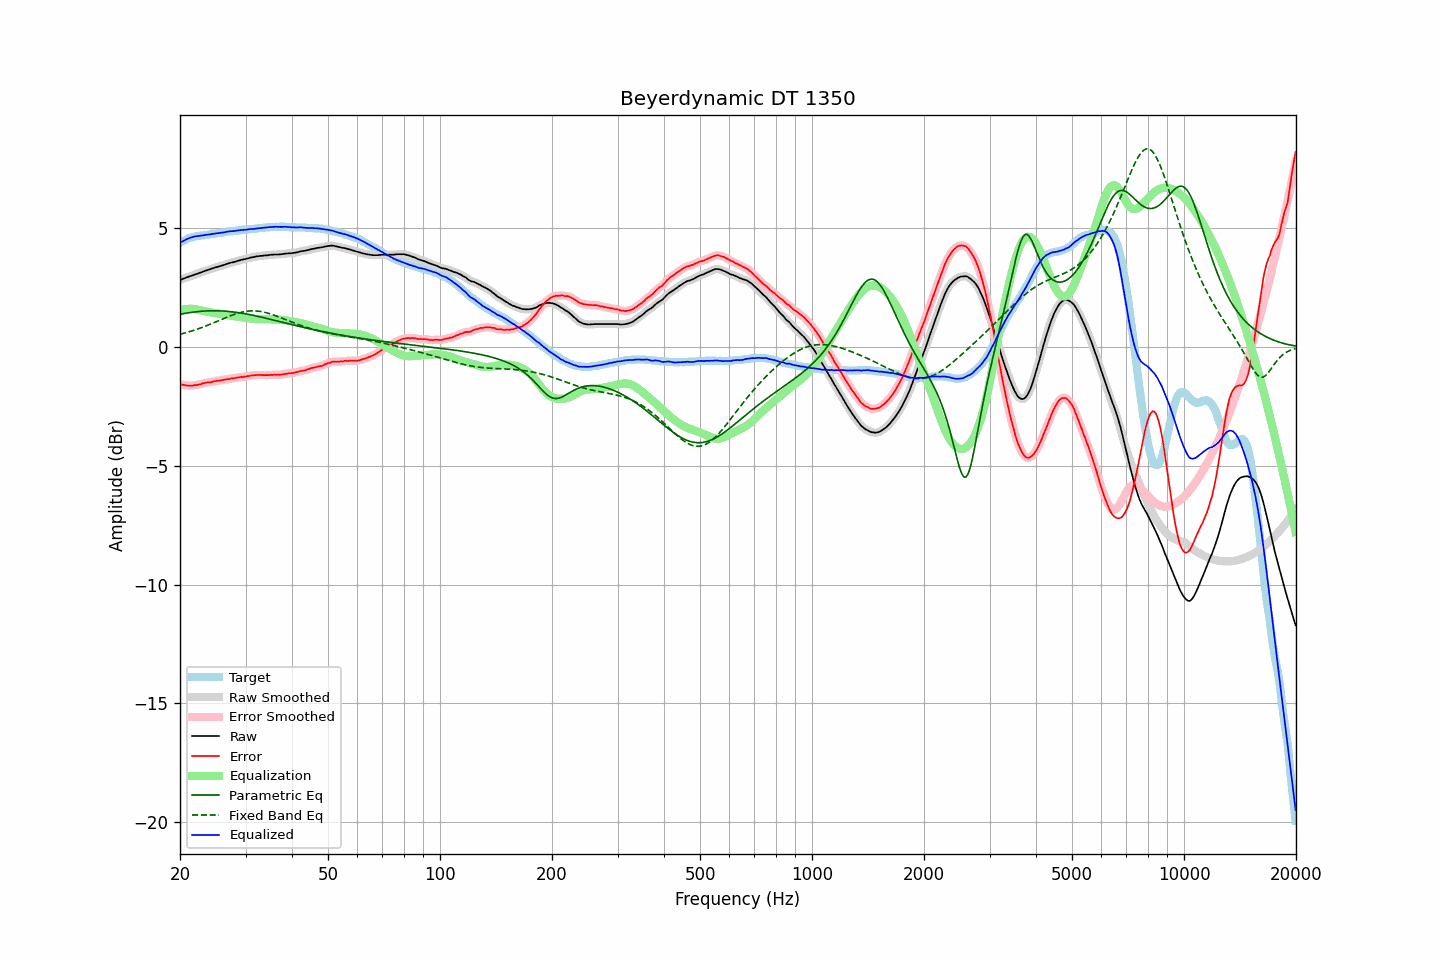 Beyerdynamic DT 1350
Amplitude (dBr)
5
0
−5
−10
−15
−20
Target
Raw Smoothed
Error Smoothed
Raw
Error
Equalization
Parametric Eq
Fixed Band Eq
Equalized
20 50 100 200 500 1000 2000 5000 10000 20000
Frequency (Hz)